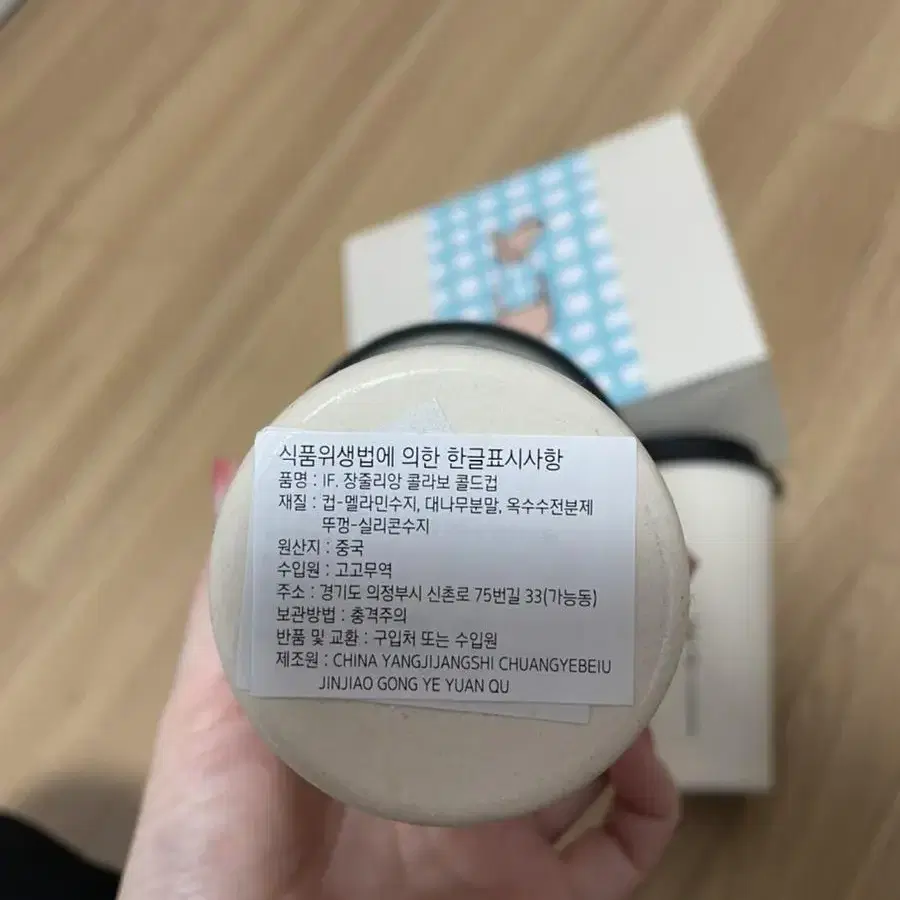 식품위생법에 의한 한글표시사항
품명 : IF. 장줄리앙 콜라보 콜드컵
재질 : 컵-멜라민수지, 대나무분말, 옥수수전분제
뚜껑-실리콘수지
원산지 : 중국
수입원 : 고고무역
주소 : 경기도 의정부시 신촌로 75번길 33(가능동)
보관방법 : 충격주의
반품 및 교환 : 구입처 또는 수입원
제조원 : CHINA YANGJIJANGSHI CHUANGYEBEIU
JINJIAO GONG YE YUAN QU